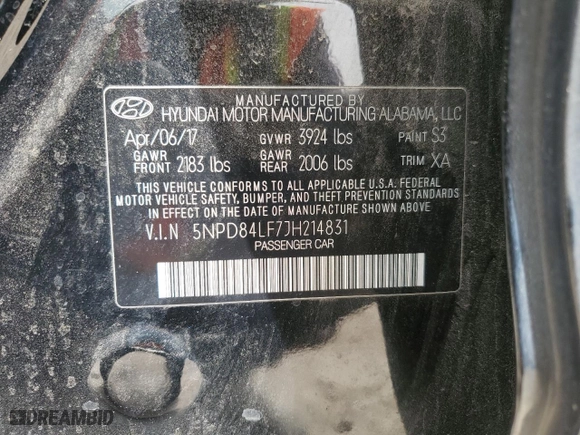 MANUFACTURED BY
HYUNDAI MOTOR MANUFACTURING ALABAMA, LLC
Apr/06/17 GVWR 3924 lbs PAINT S3
GAWR FRONT 2183 lbs GAWR REAR 2006 lbs TRIM XA
THIS VEHICLE CONFORMS TO ALL APPLICABLE U.S.A. FEDERAL
MOTOR VEHICLE SAFETY, BUMPER, AND THEFT PREVENTION STANDARDS
IN EFFECT ON THE DATE OF MANUFACTURE SHOWN ABOVE.
V.I.N 5NPD84LF7JH214831
PASSENGER CAR
DREAMBID